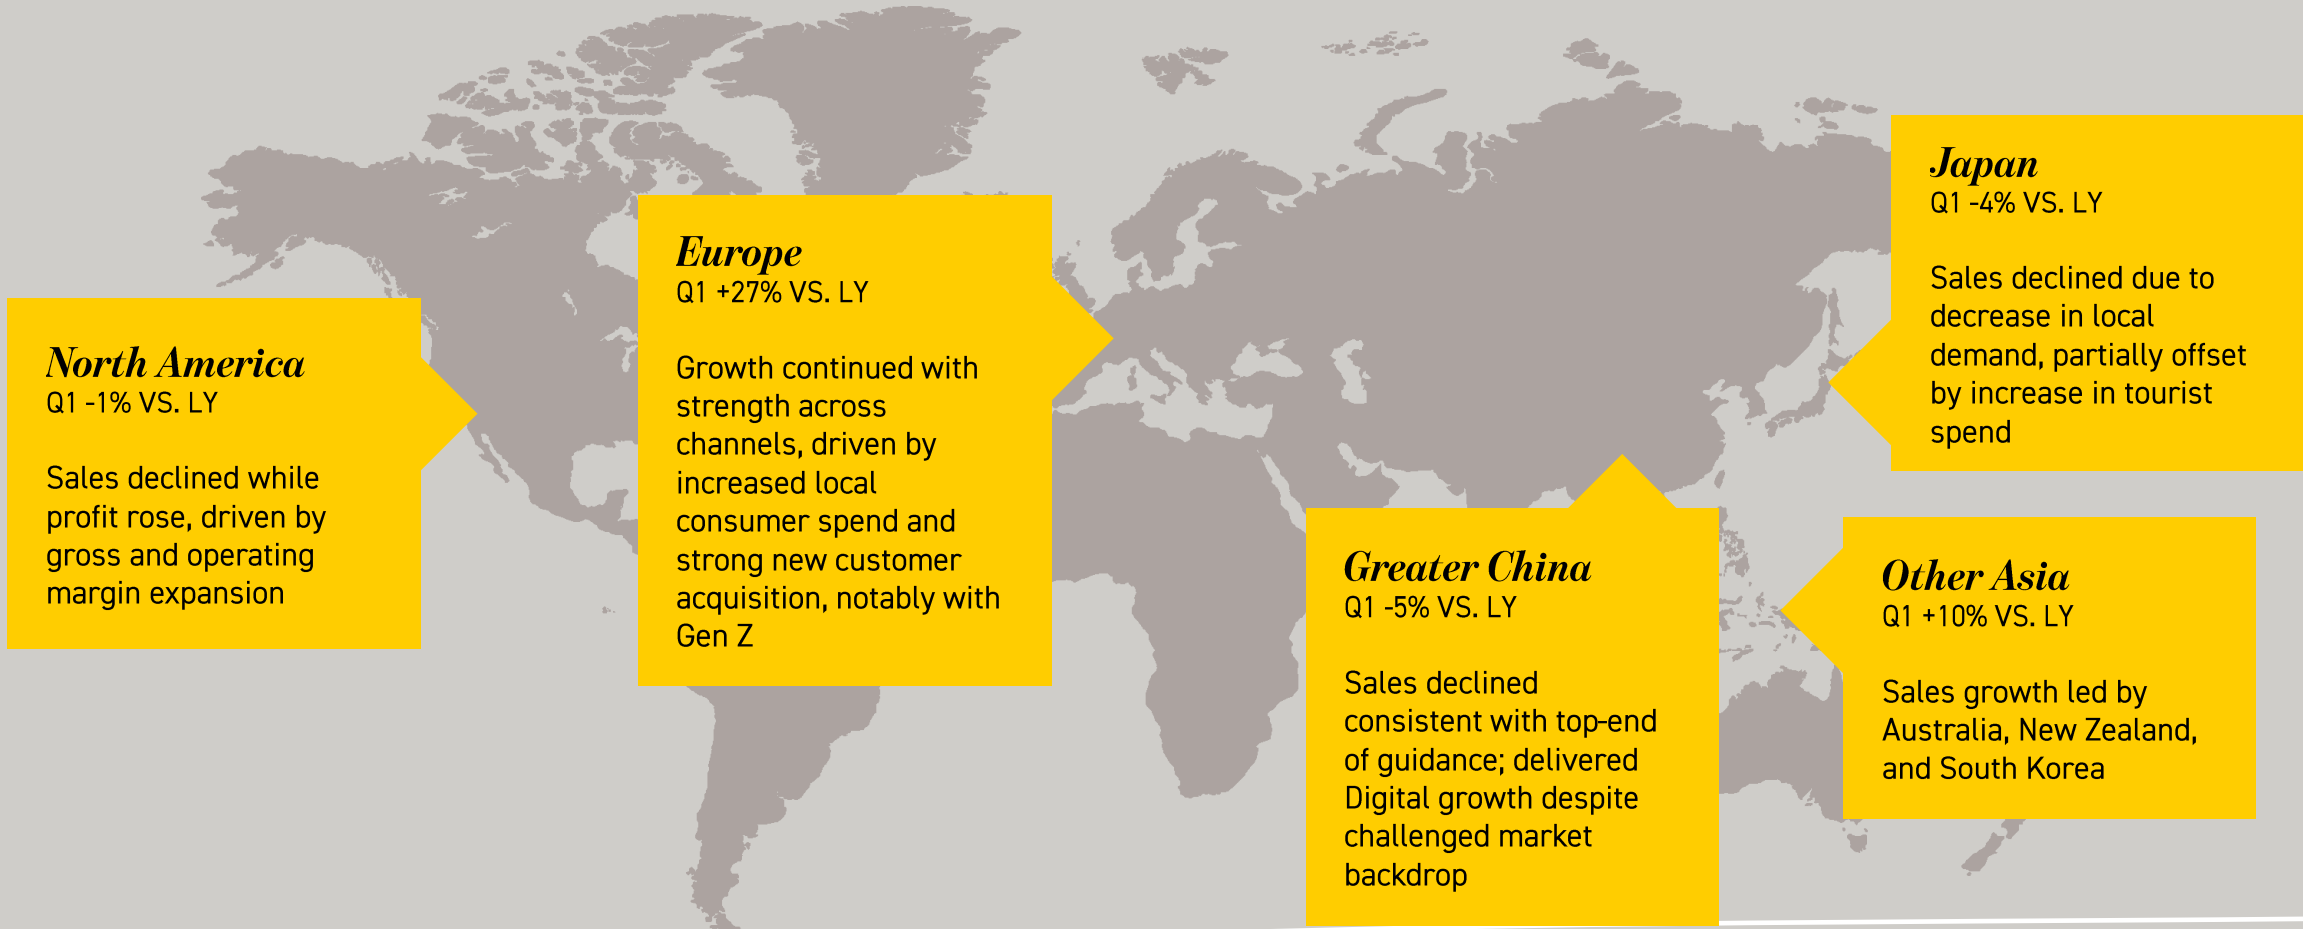 North America
Q1 -1% VS. LY
Sales declined while
profit rose, driven by
gross and operating
margin expansion
Europe
Q1 +27% VS. LY
Growth continued with
strength across
channels, driven by
increased local
consumer spend and
strong new customer
acquisition, notably with
Gen Z
Greater China
Q1 -5% VS. LY
Sales declined
consistent with top-end
of guidance; delivered
Digital growth despite
challenged market
backdrop
Japan
Q1 -4% VS. LY
Sales declined due to
decrease in local
demand, partially offset
by increase in tourist
spend
Other Asia
Q1 +10% VS. LY
Sales growth led by
Australia, New Zealand,
and South Korea